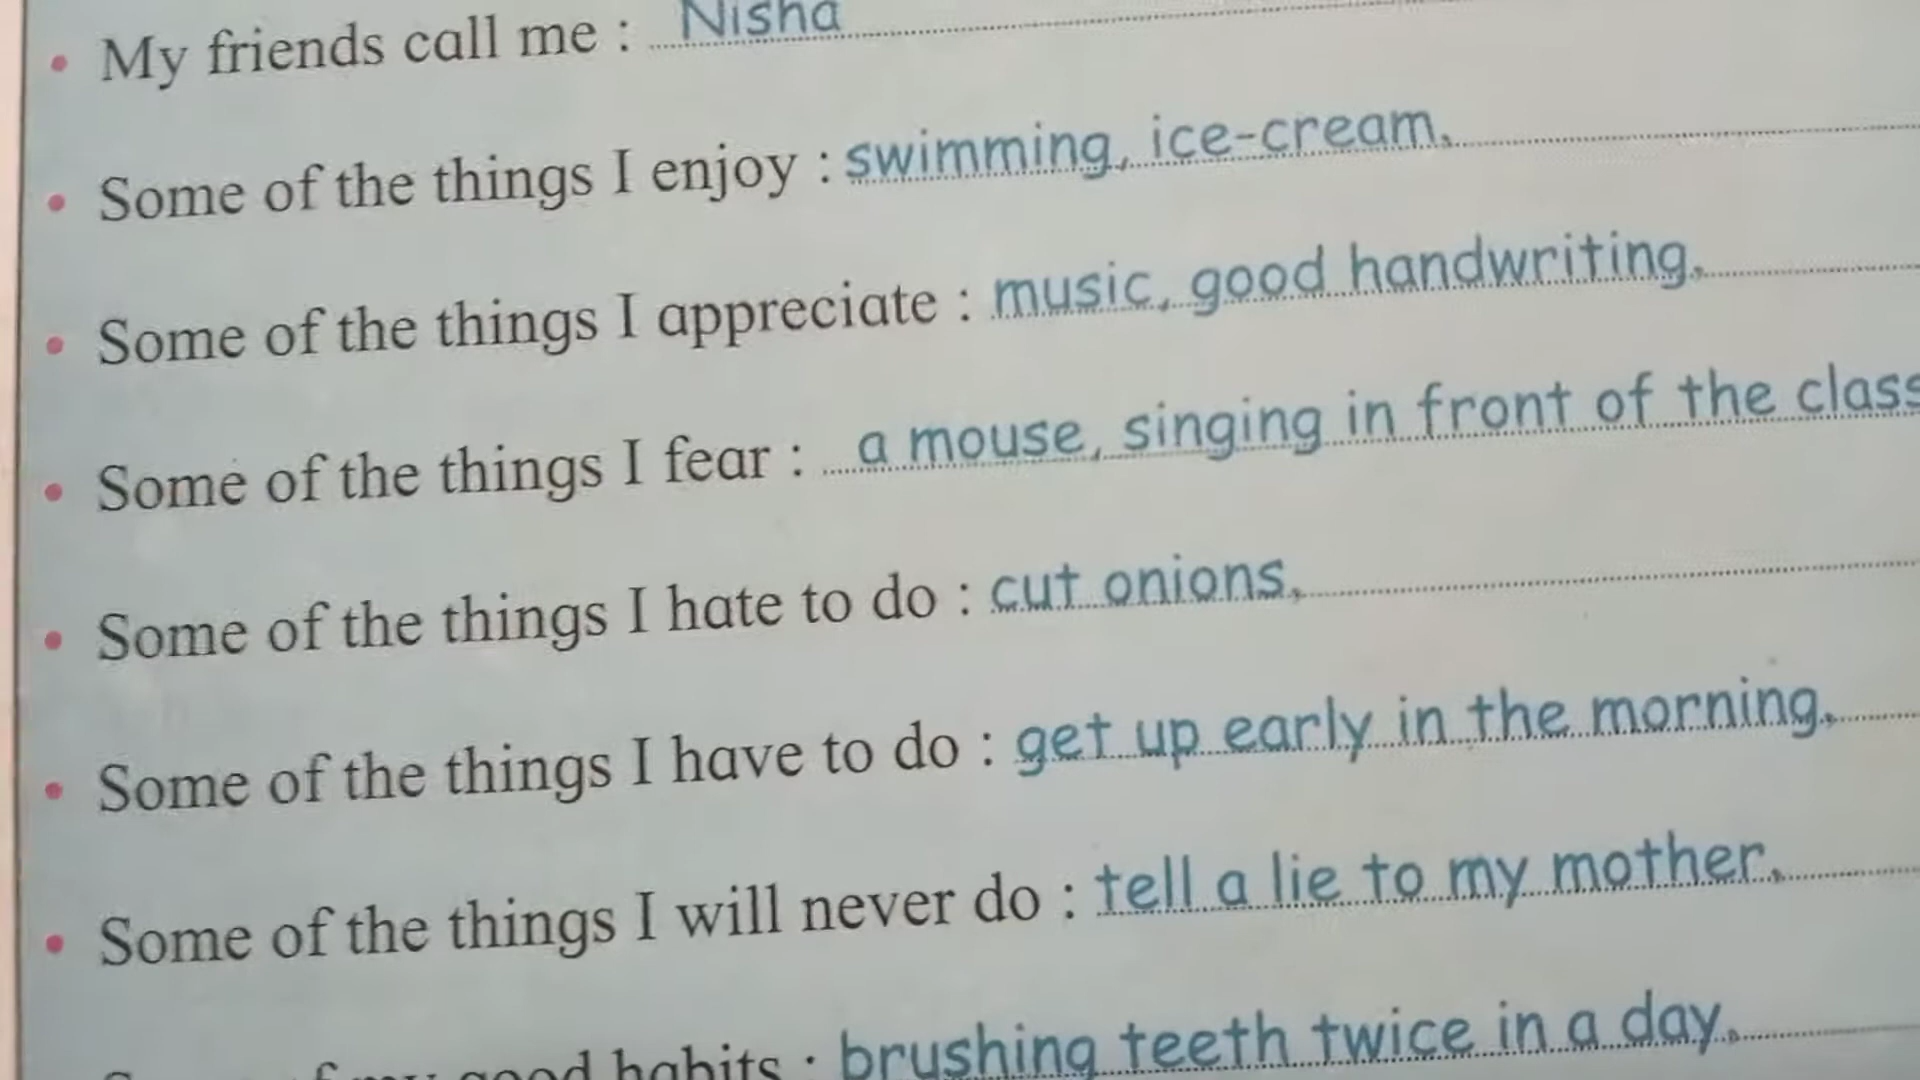 • My friends call me : Nisha
• Some of the things I enjoy : swimming, ice-cream,
• Some of the things I appreciate : music, good handwriting,
• Some of the things I fear : a mouse, singing in front of the class
• Some of the things I hate to do : cut onions,
• Some of the things I have to do : get up early in the morning,
• Some of the things I will never do : tell a lie to my mother,
my good habits : brushing teeth twice in a day,